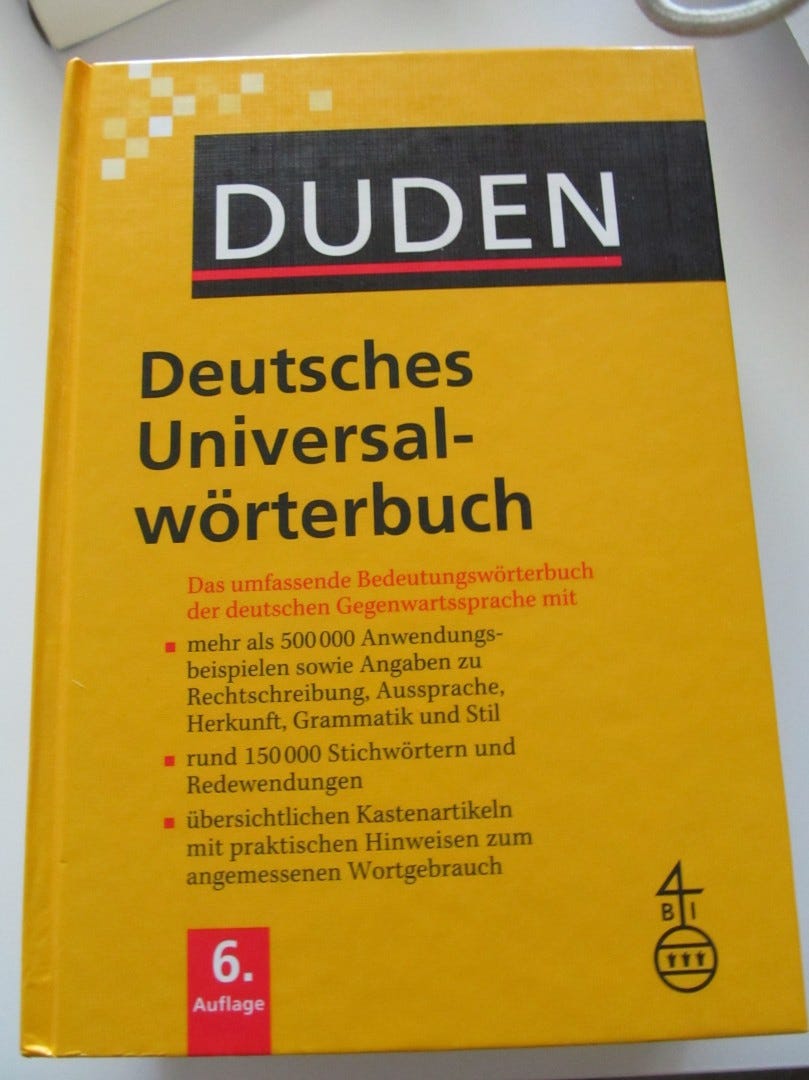 DUDEN
Deutsches
Universal-
wörterbuch
Das umfassende Bedeutungswörterbuch
der deutschen Gegenwartssprache mit
mehr als 500 000 Anwendungs-
beispielen sowie Angaben zu
Rechtschreibung, Aussprache,
Herkunft, Grammatik und Stil
rund 150 000 Stichwörtern und
Redewendungen
übersichtlichen Kastenartikeln
mit praktischen Hinweisen zum
angemessenen Wortgebrauch
B I
6.
Auflage